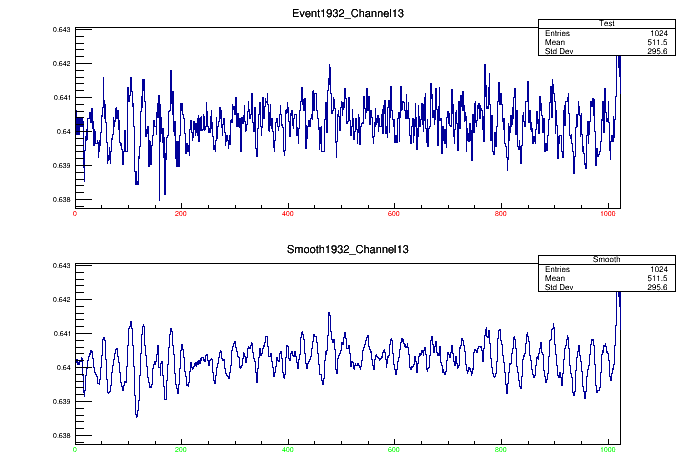 Event1932_Channel13
Test
Entries 1024
Mean 511.5
Std Dev 295.6
0.643
0.642
0.641
0.64
0.639
0.638
0 200 400 600 800 1000
Smooth1932_Channel13
Smooth
Entries 1024
Mean 511.5
Std Dev 295.6
0.643
0.642
0.641
0.64
0.639
0.638
0 200 400 600 800 1000